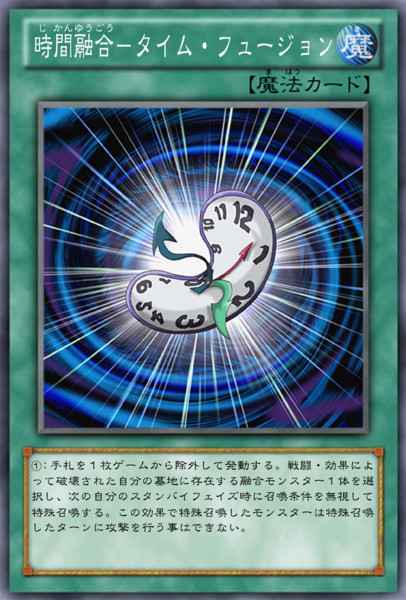 じかんゆうごう
時間融合－タイム・フュージョン
魔
まほう
【魔法カード】
11 12
10
1
6 5 4 3
①：手札を１枚ゲームから除外して発動する。戦闘・効果によ
って破壊された自分の墓地に存在する融合モンスター１体を選
択し、次の自分のスタンバイフェイズ時に召喚条件を無視して
特殊召喚する。この効果で特殊召喚したモンスターは特殊召喚
したターンに攻撃を行う事はできない。